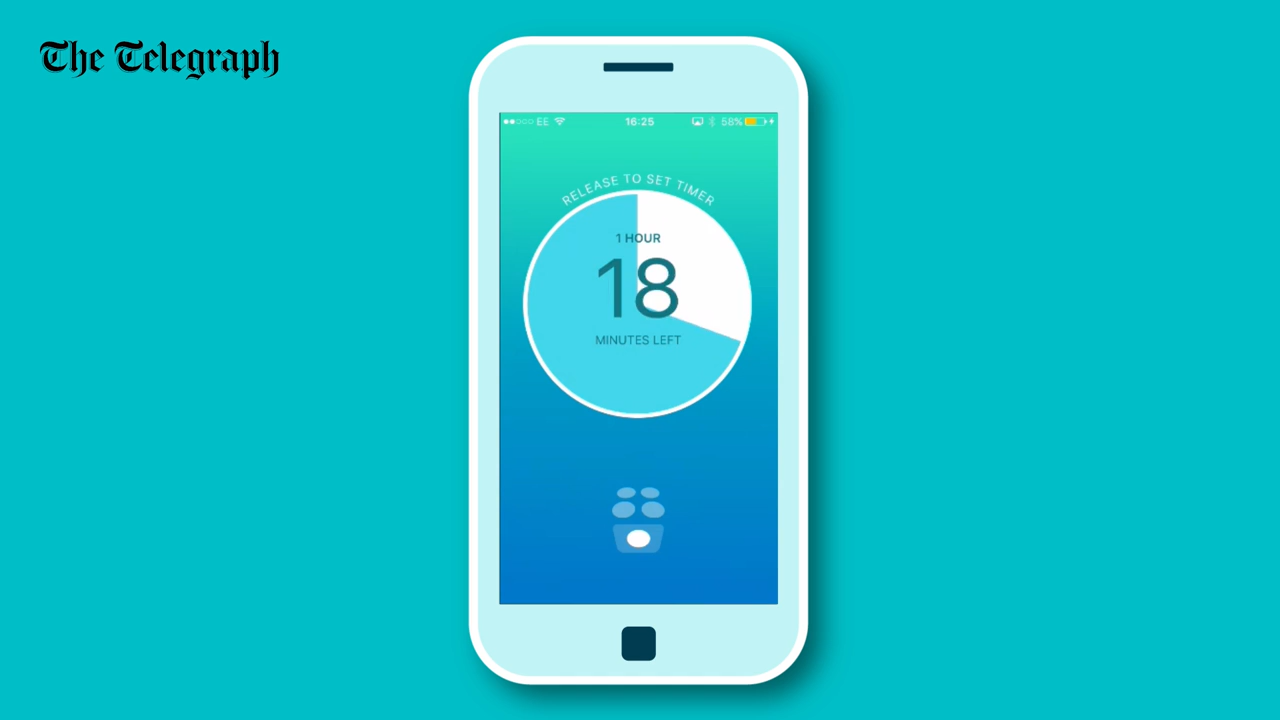 The Telegraph
EE 16:25 58%
RELEASE TO SET TIMER
1 HOUR
18
MINUTES LEFT